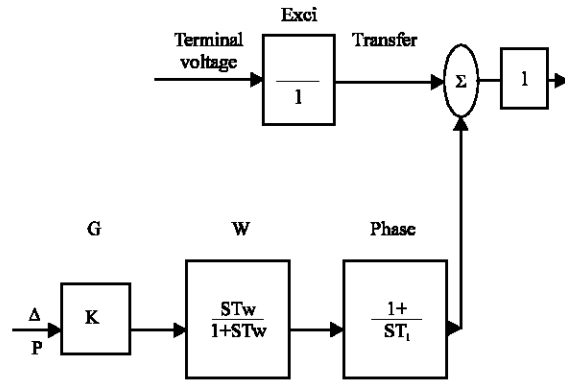 Exci
Terminal
voltage
Transfer
1
Σ
1
G
W
Phase
Δ
P
K
STw
1+STw
1+
ST₁